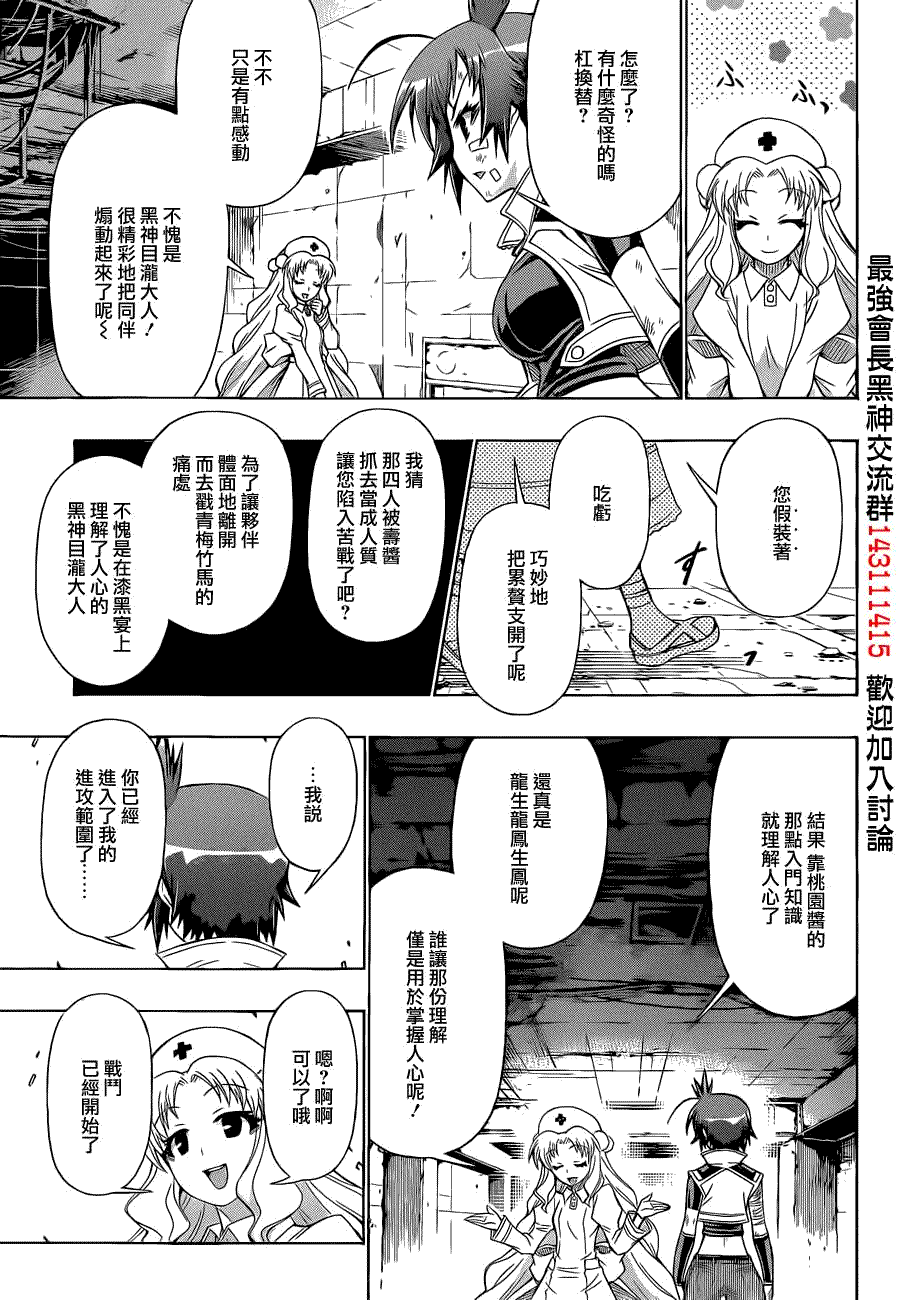 ふ
ふっ
怎麼了？
有什麼奇怪的嗎
杠換替？
不不
只是有點感動
不愧是
黑神目瀧大人！
很精彩地把同伴
煽動起來了呢～
您假裝著
吃虧
巧妙地
把累贅支開了呢
我猜
那四人被壽醬
抓去當成人質
讓您陷入苦戰了吧？
為了讓夥伴
體面地離開
而去戳青梅竹馬的
痛處
不愧是在漆黑宴上
理解了人心的
黑神目瀧大人
結果 靠桃園醬的
那點入門知識
就理解人心了
還真是
龍生龍鳳生鳳呢
誰讓那份理解
僅是用於掌握人心呢！
…我説
你已經
進入了我的
進攻範圍了……
嗯？啊啊
可以了哦
戰鬥
已經開始了
最強會長黑神交流群143111415 歡迎加入討論